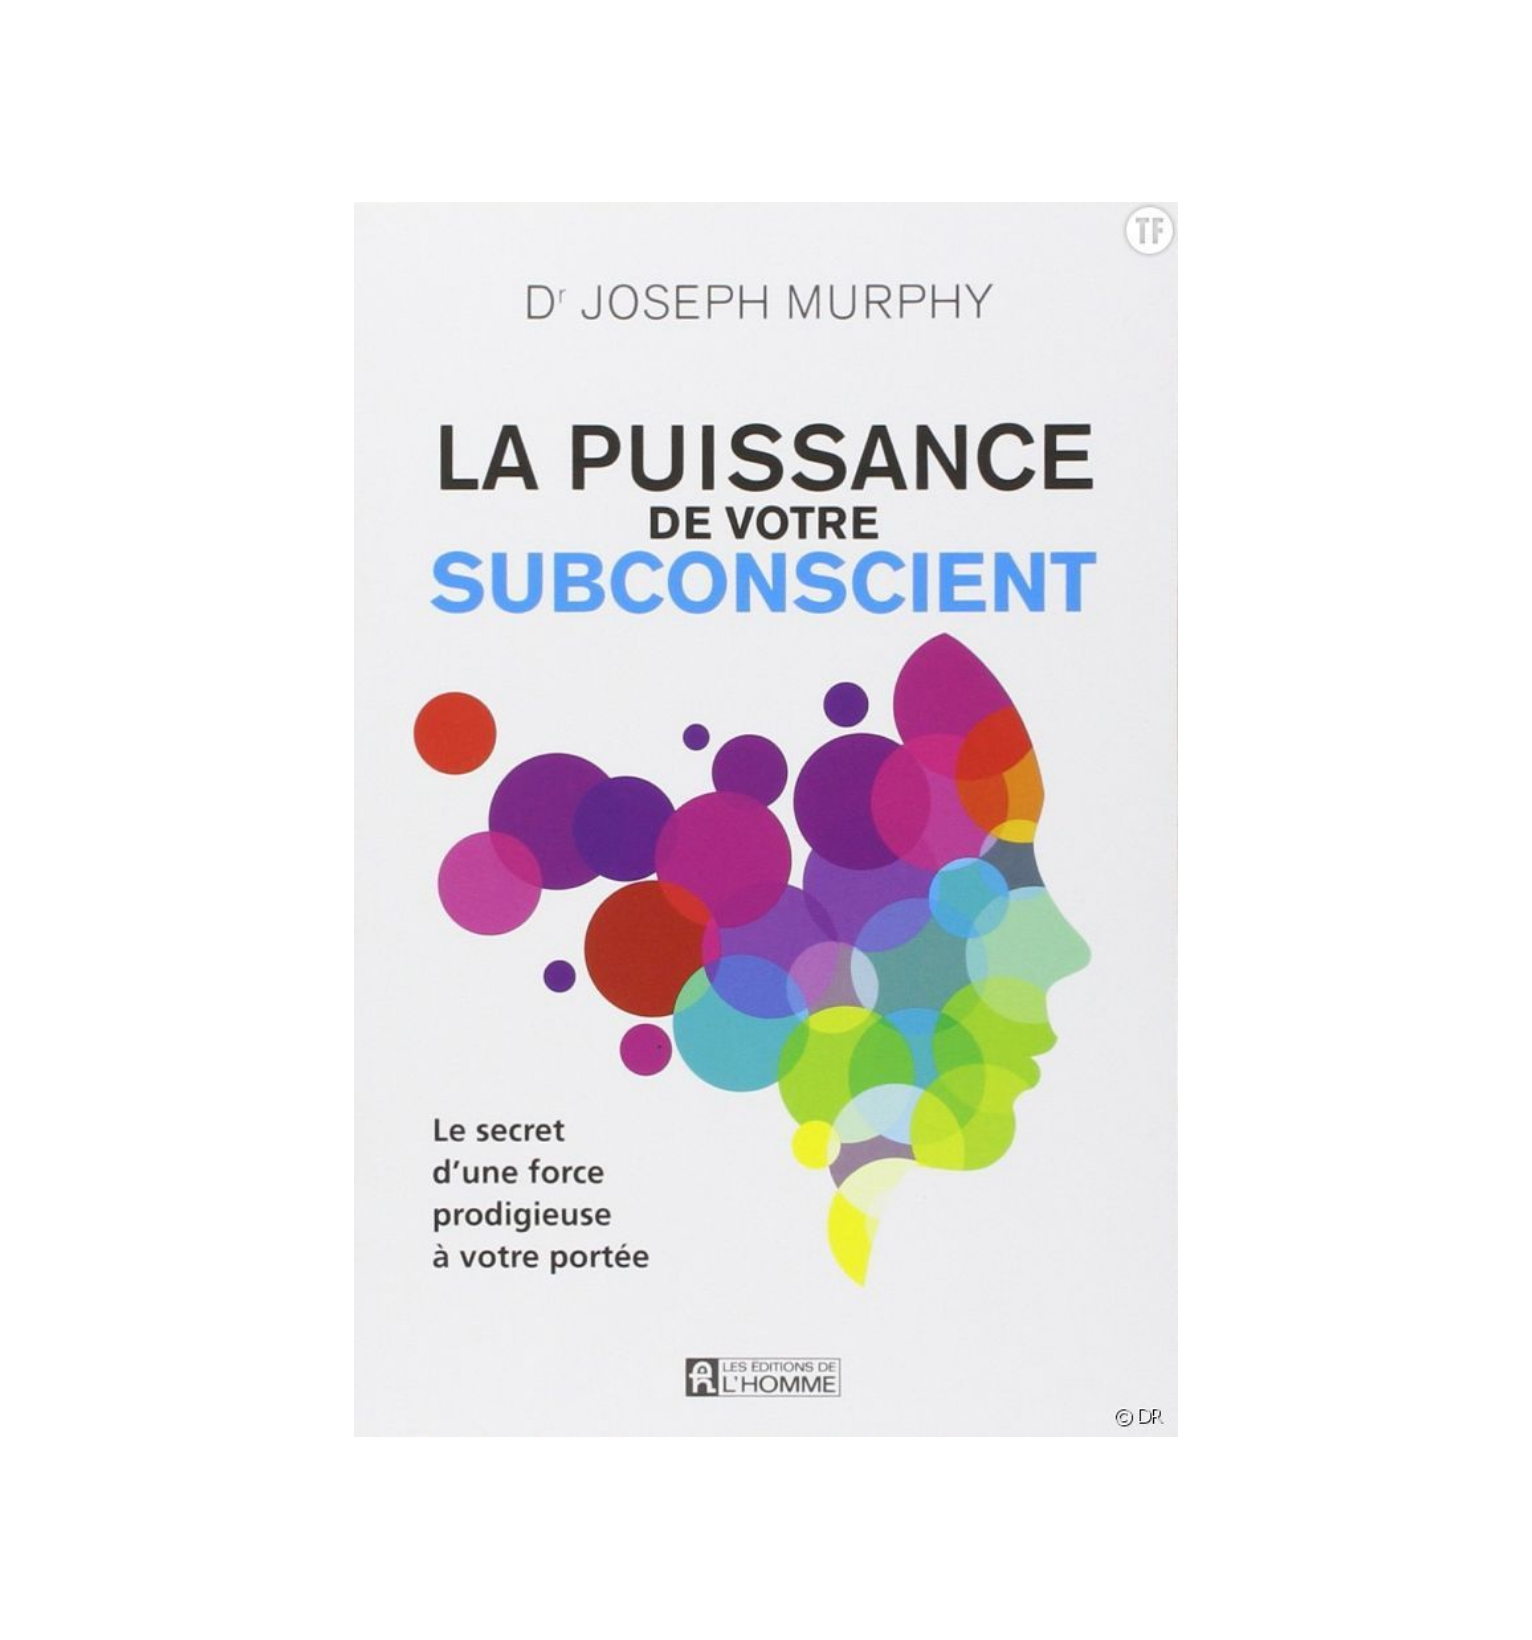 TF
Dr JOSEPH MURPHY
LA PUISSANCE
DE VOTRE
SUBCONSCIENT
Le secret
d'une force
prodigieuse
à votre portée
LES ÉDITIONS DE
L'HOMME
© DR